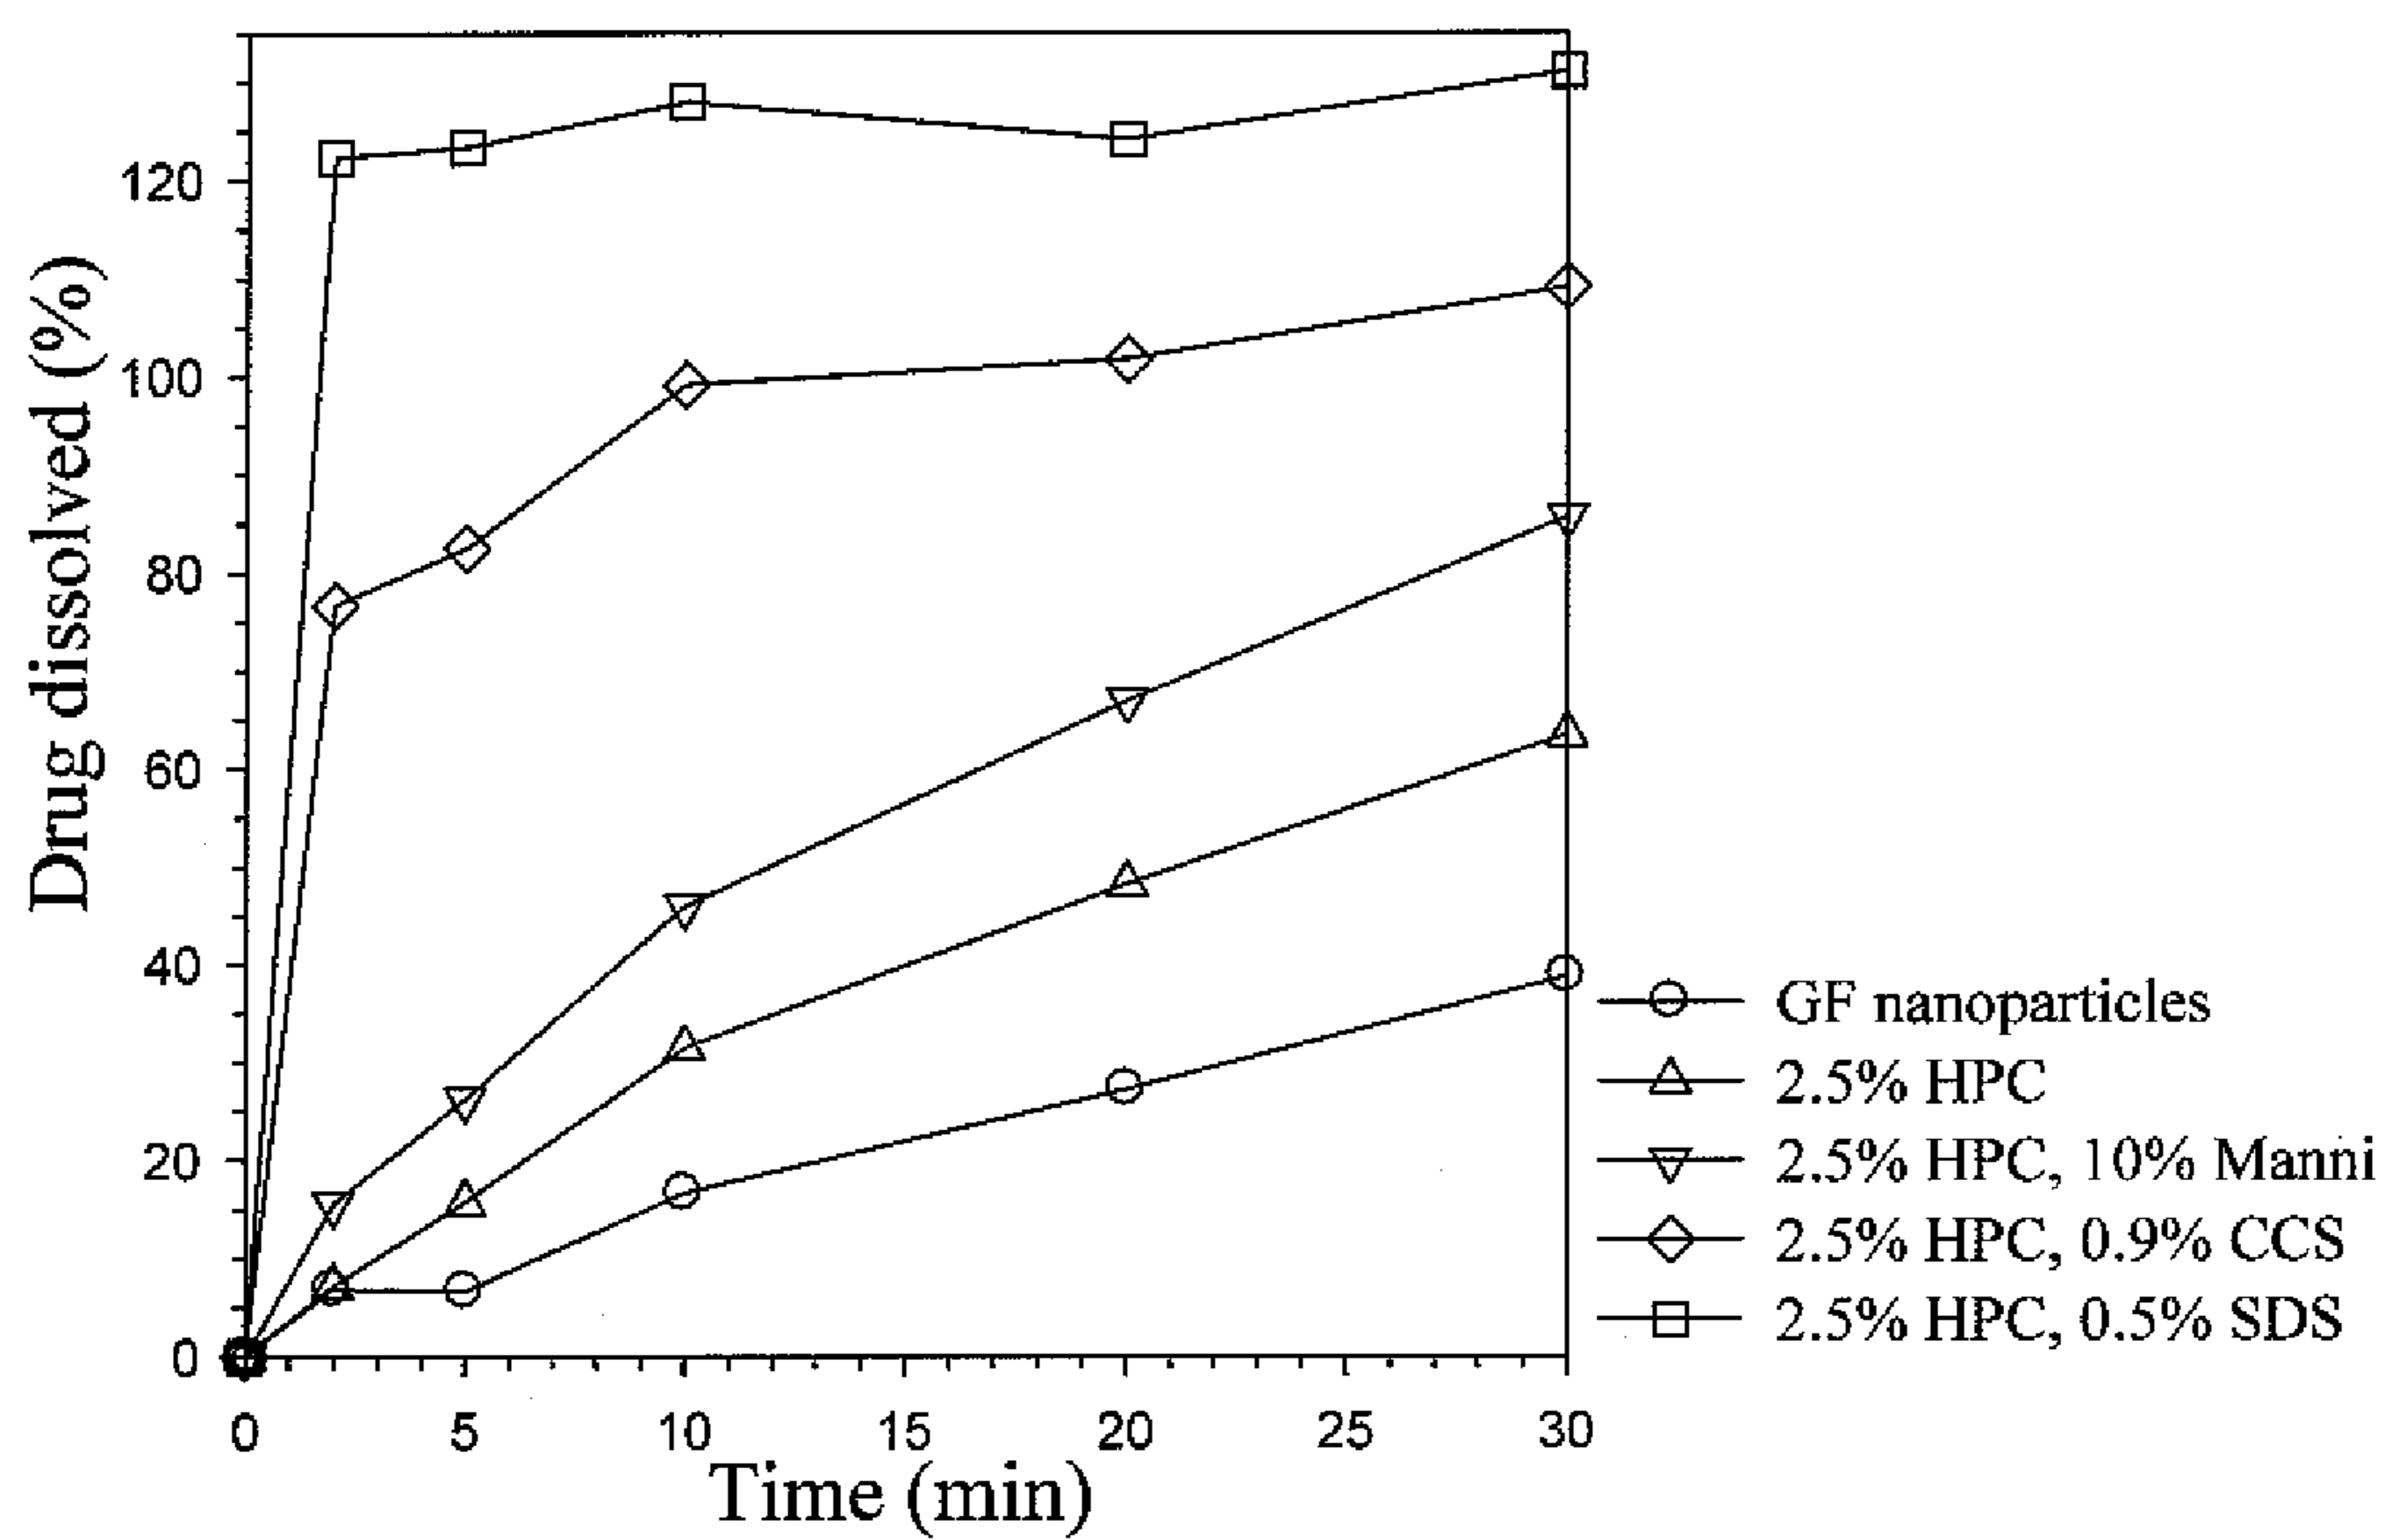 Drug dissolved (%)
120
100
80
60
40
20
0
0 5 10 15 20 25 30
Time (min)
GF nanoparticles
2.5% HPC
2.5% HPC, 10% Manni
2.5% HPC, 0.9% CCS
2.5% HPC, 0.5% SDS